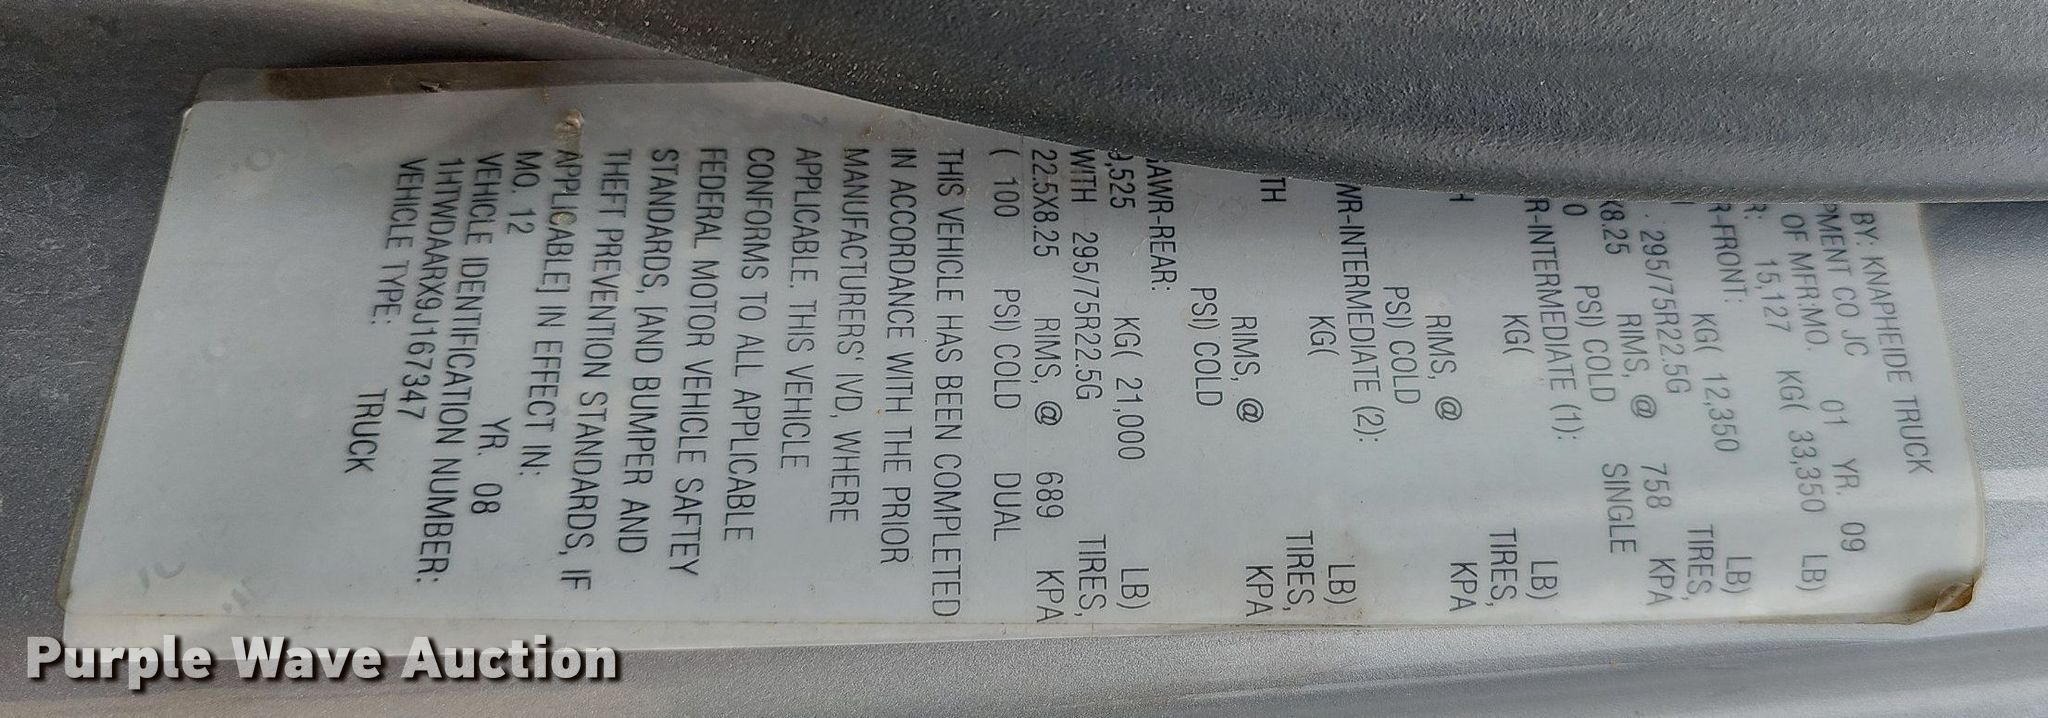 BY: KNAPHEIDE TRUCK
PMENT CO JC 01 YR. 09
OF MFR:MO.
R: 15,127 KG( 33,350 LB)
R-FRONT:
KG( 12,350 LB)
295/75R22.5G TIRES,
X8.25 RIMS, @ 758 KPA
0 PSI) COLD SINGLE
R-INTERMEDIATE (1):
KG( LB)
TIRES,
H RIMS, @ KPA
PSI) COLD
WR-INTERMEDIATE (2):
KG( LB)
TIRES,
TH RIMS, @ KPA
PSI) COLD
AWR-REAR:
9,525 KG( 21,000 LB)
WITH 295/75R22.5G TIRES,
22.5X8.25 RIMS, @ 689 KPA
( 100 PSI) COLD DUAL
THIS VEHICLE HAS BEEN COMPLETED
IN ACCORDANCE WITH THE PRIOR
MANUFACTURERS' IVD, WHERE
APPLICABLE. THIS VEHICLE
CONFORMS TO ALL APPLICABLE
FEDERAL MOTOR VEHICLE SAFTEY
STANDARDS, [AND BUMPER AND
THEFT PREVENTION STANDARDS, IF
APPLICABLE] IN EFFECT IN:
MO. 12 YR. 08
VEHICLE IDENTIFICATION NUMBER:
1HTWDAARX9J167347
VEHICLE TYPE: TRUCK
Purple Wave Auction